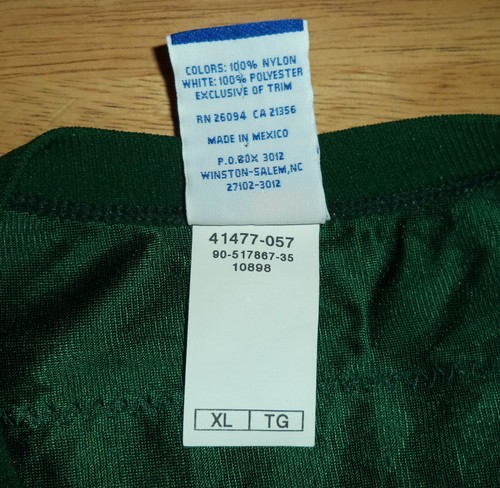 COLORS: 100% NYLON
WHITE: 100% POLYESTER
EXCLUSIVE OF TRIM
RN 26094 CA 21356
MADE IN MEXICO
P.O.BOX 3012
WINSTON-SALEM,NC
27102-3012
41477-057
90-517867-35
10898
XL TG